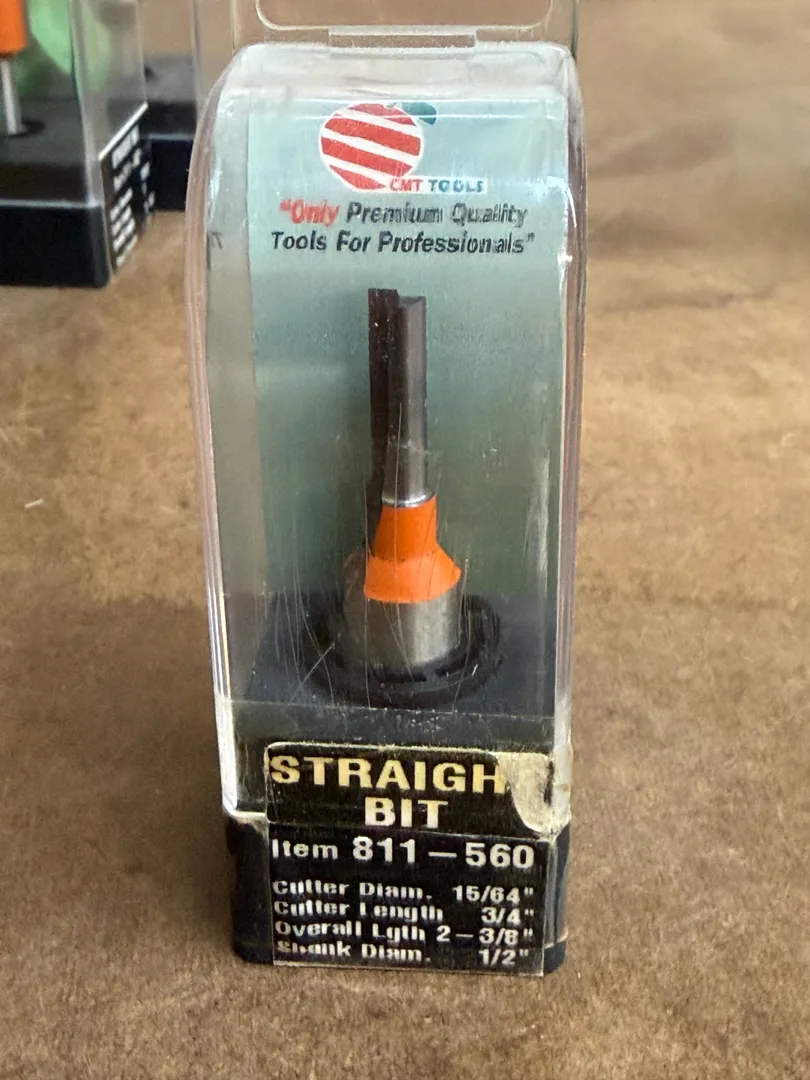 CMT TOOLS
"Only Premium Quality
Tools For Professionals"
STRAIGH
BIT
Item 811-560
Cutter Diam. 15/64"
Cutter Length 3/4"
Overall Lgth 2-3/8"
Shank Diam. 1/2"